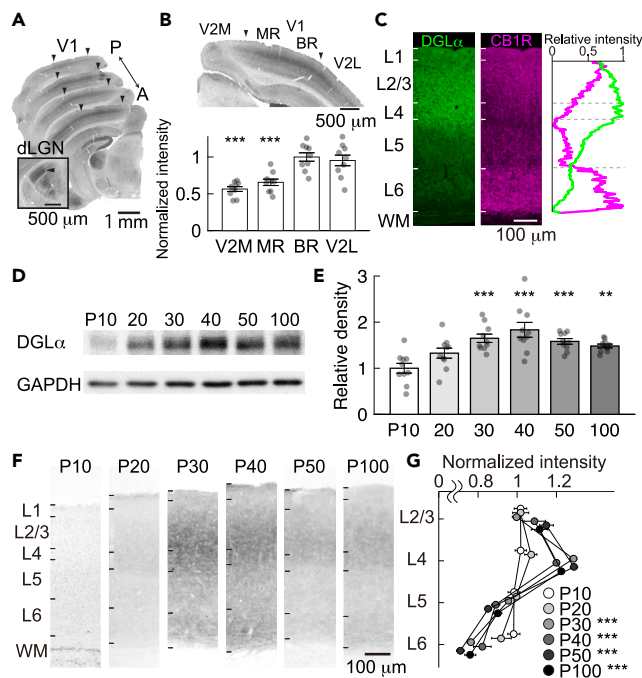 A
V1
P
A
dLGN
500 μm
1 mm
B
V2M MR V1 BR V2L
500 μm
Normalized intensity
1
0.5
0
*** ***
V2M MR BR V2L
C
DGLα CB1R Relative intensity
0 0.5 1
L1
L2/3
L4
L5
L6
WM
100 μm
D
P10 20 30 40 50 100
DGLα
GAPDH
E
Relative density
3
2
1
0
*** *** *** **
P10 20 30 40 50 100
F
P10 P20 P30 P40 P50 P100
L1
L2/3
L4
L5
L6
WM
100 μm
G
Normalized intensity
0 0.8 1 1.2
L2/3
L4
L5
L6
P10
P20
P30 ***
P40 ***
P50 ***
P100 ***